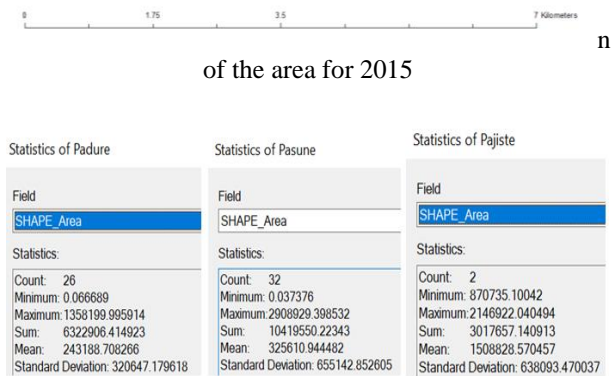 0 1.75 3.5 7 Kilometers
n
of the area for 2015
Statistics of Padure
Field
SHAPE_Area
Statistics:
Count: 26
Minimum: 0.066689
Maximum: 1358199.995914
Sum: 6322906.414923
Mean: 243188.708266
Standard Deviation: 320647.179618
Statistics of Pasune
Field
SHAPE_Area
Statistics:
Count: 32
Minimum: 0.037376
Maximum: 2908929.398532
Sum: 10419550.22343
Mean: 325610.944482
Standard Deviation: 655142.852605
Statistics of Pajiste
Field
SHAPE_Area
Statistics:
Count: 2
Minimum: 870735.10042
Maximum: 2146922.040494
Sum: 3017657.140913
Mean: 1508828.570457
Standard Deviation: 638093.470037